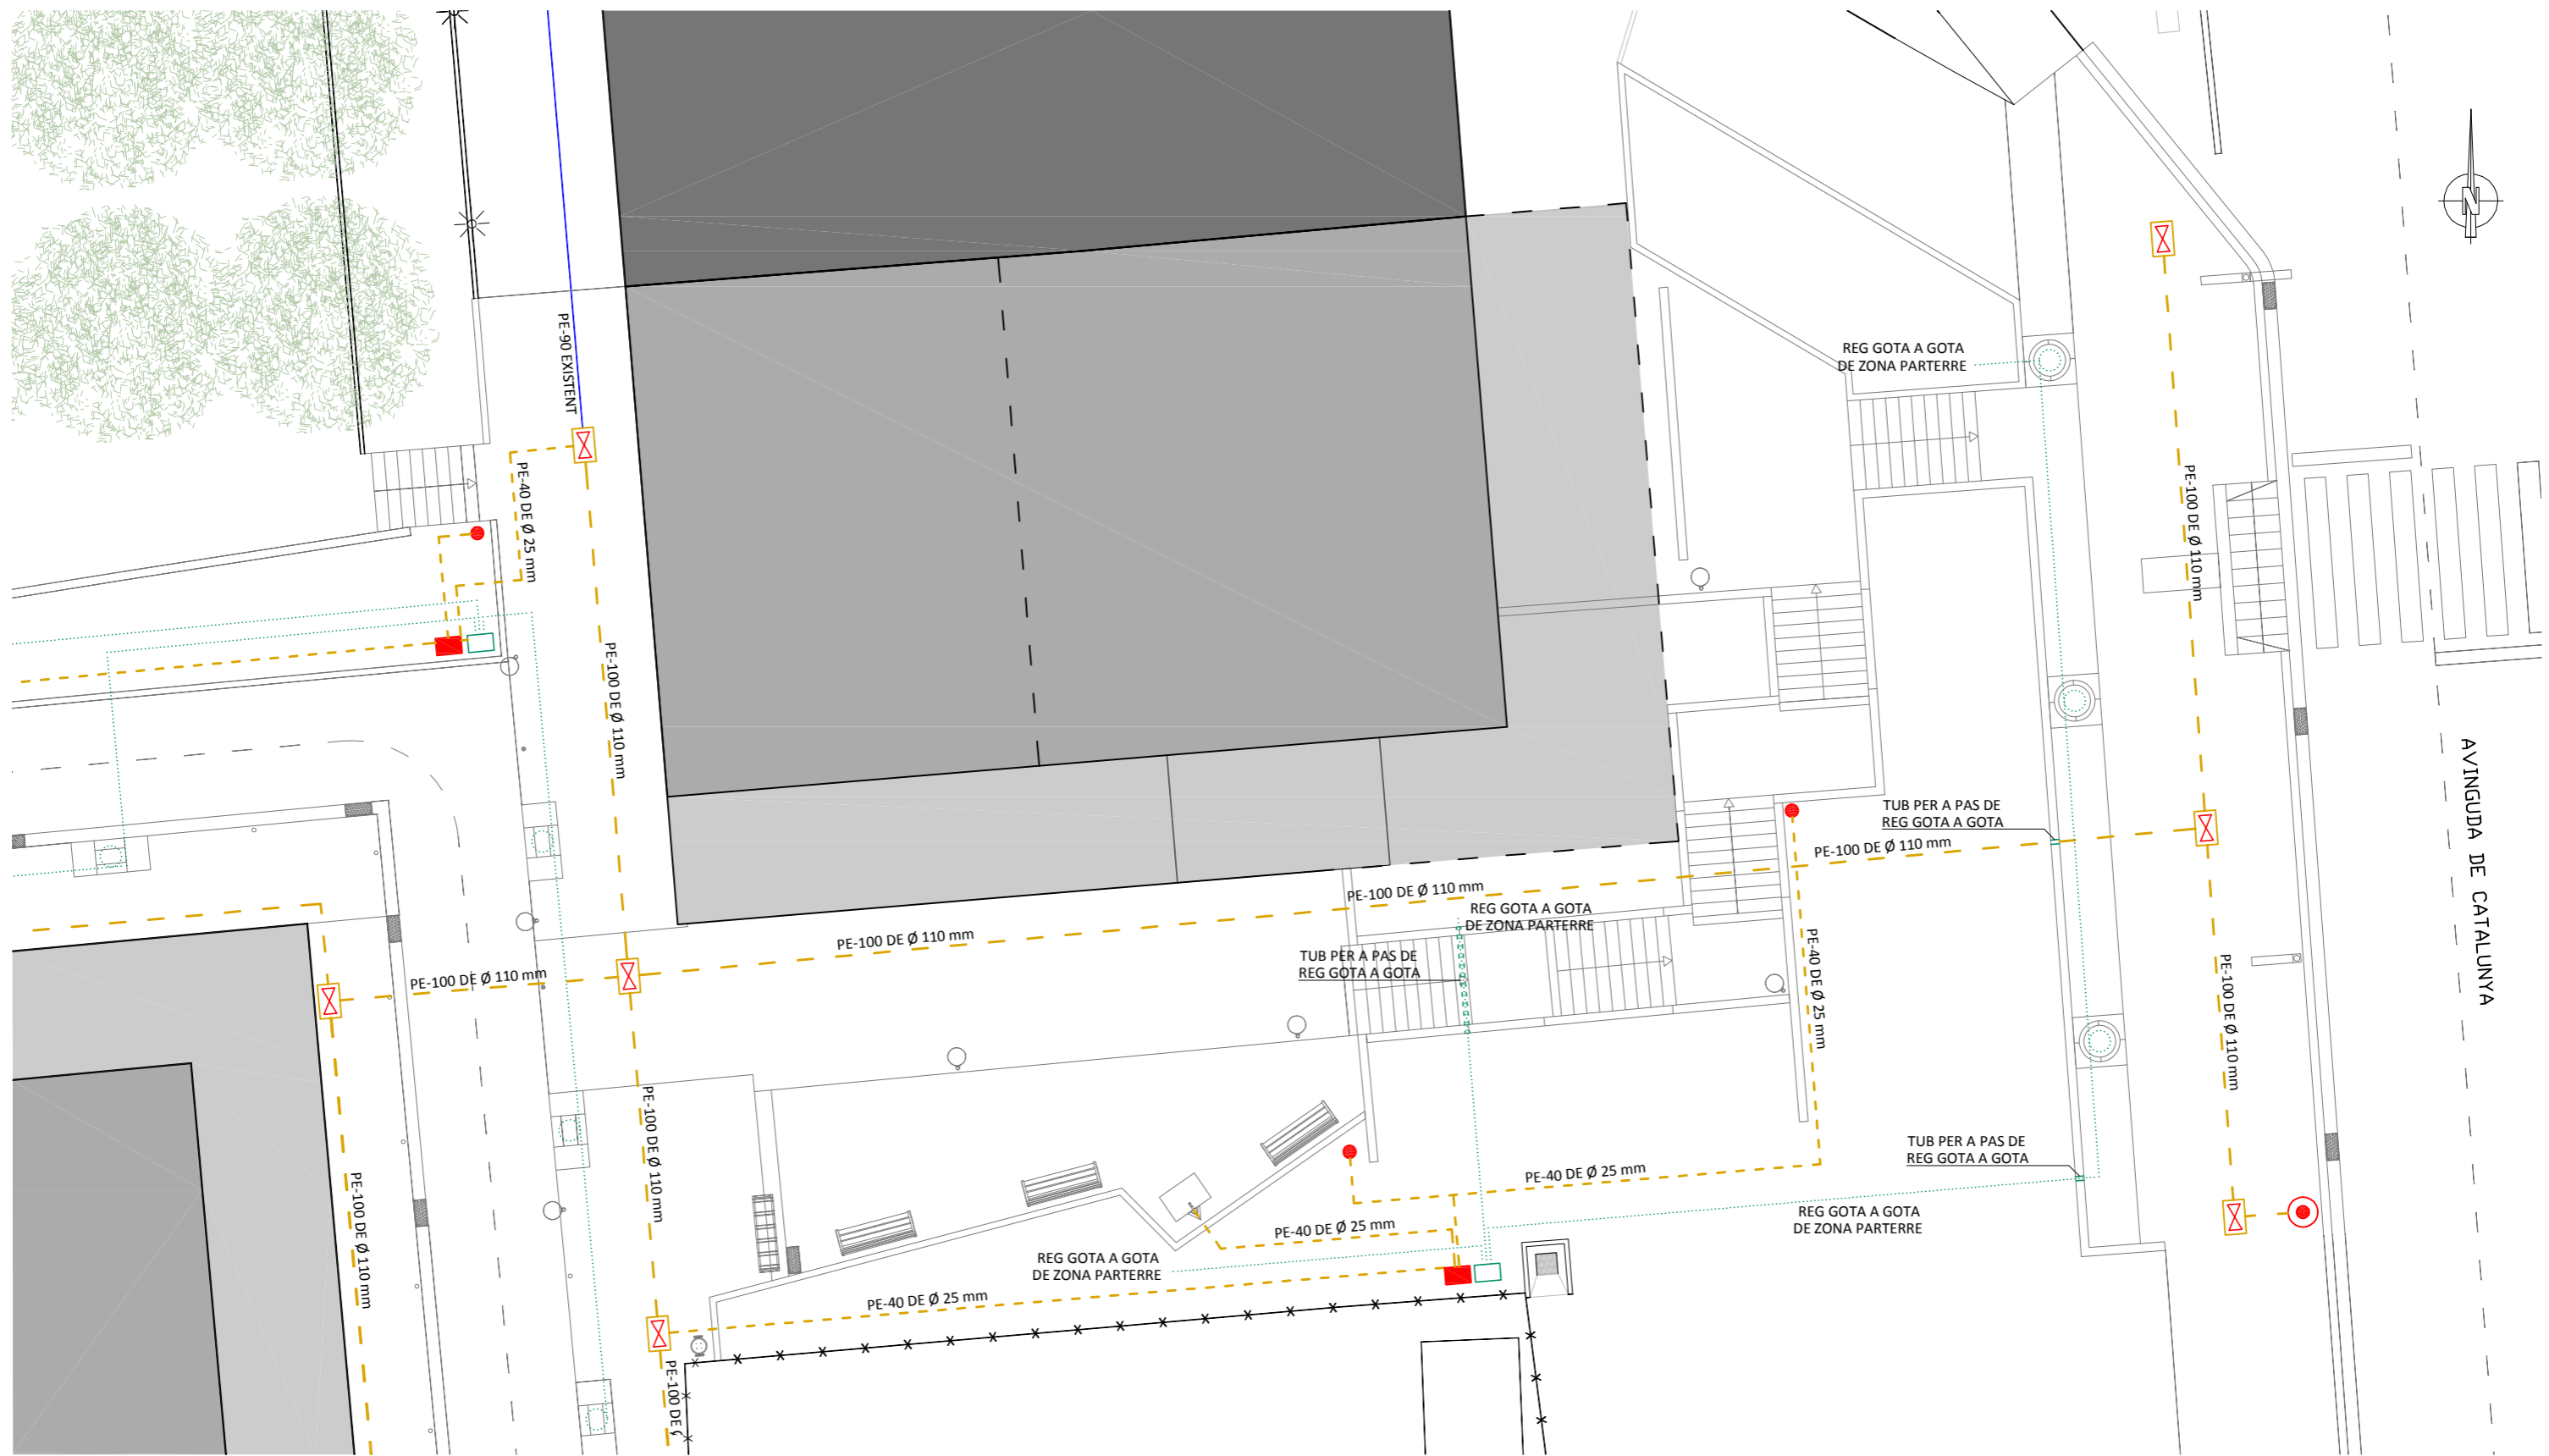 N
REG GOTA A GOTA
DE ZONA PARTERRE
PE-90 EXISTENT
PE-40 DE Ø 25 mm
PE-100 DE Ø 110 mm
PE-100 DE Ø 110 mm
AVINGUDA DE CATALUNYA
TUB PER A PAS DE
REG GOTA A GOTA
PE-100 DE Ø 110 mm
PE-100 DE Ø 110 mm
REG GOTA A GOTA
DE ZONA PARTERRE
PE-100 DE Ø 110 mm
TUB PER A PAS DE
REG GOTA A GOTA
PE-100 DE Ø 110 mm
PE-40 DE Ø 25 mm
PE-100 DE Ø 110 mm
PE-100 DE Ø 110 mm
TUB PER A PAS DE
REG GOTA A GOTA
PE-40 DE Ø 25 mm
PE-100 DE Ø 110 mm
REG GOTA A GOTA
DE ZONA PARTERRE
PE-40 DE Ø 25 mm
REG GOTA A GOTA
DE ZONA PARTERRE
PE-40 DE Ø 25 mm
PE-100 DE